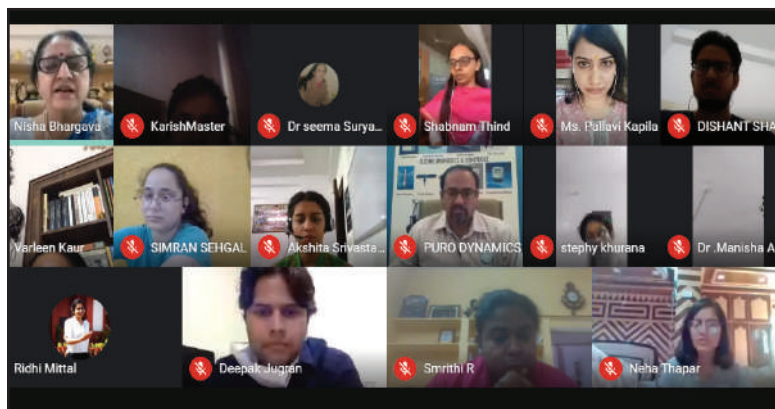 Nisha Bhargava
KarishMaster
Dr seema Surya...
Shabnam Thind
Ms. Pallavi Kapila
DISHANT SHA
Varleen Kaur
SIMRAN SEHGAL
Akshita Srivasta...
PURO DYNAMICS
stephy khurana
Dr .Manisha A
Ridhi Mittal
Deepak Jugran
Smrithi R
Neha Thapar